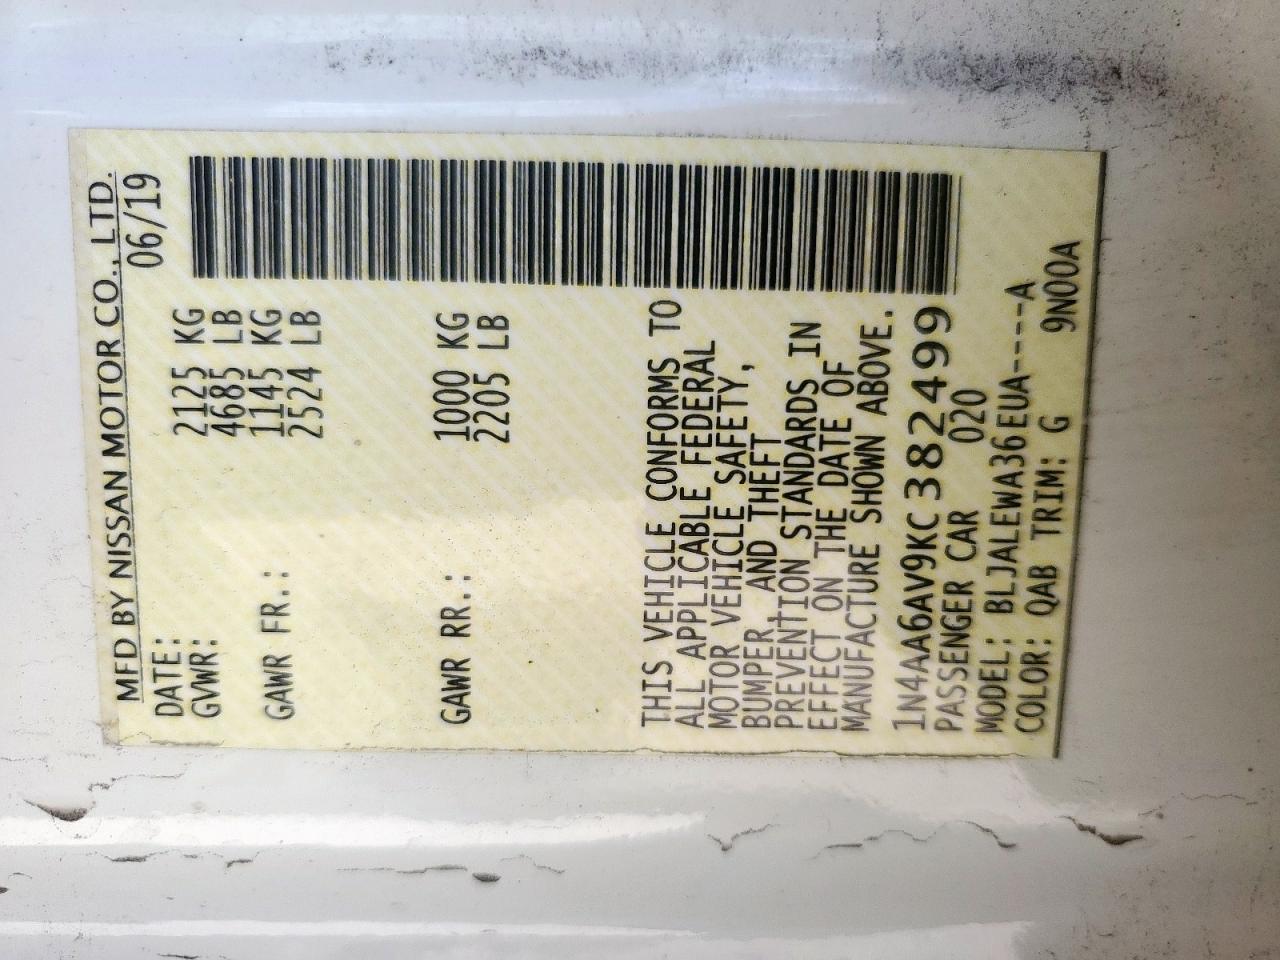 MFD BY NISSAN MOTOR CO., LTD.
DATE: 06/19
GVWR: 2125 KG
4685 LB
GAWR FR.: 1145 KG
2524 LB
GAWR RR.: 1000 KG
2205 LB
THIS VEHICLE CONFORMS TO
ALL APPLICABLE FEDERAL
MOTOR VEHICLE SAFETY,
BUMPER, AND THEFT
PREVENTION STANDARDS IN
EFFECT ON THE DATE OF
MANUFACTURE SHOWN ABOVE.
1N4AA6AV9KC382499
PASSENGER CAR 020
MODEL: BLJALEWA36EUA-----A
COLOR: QAB TRIM: G 9N00A